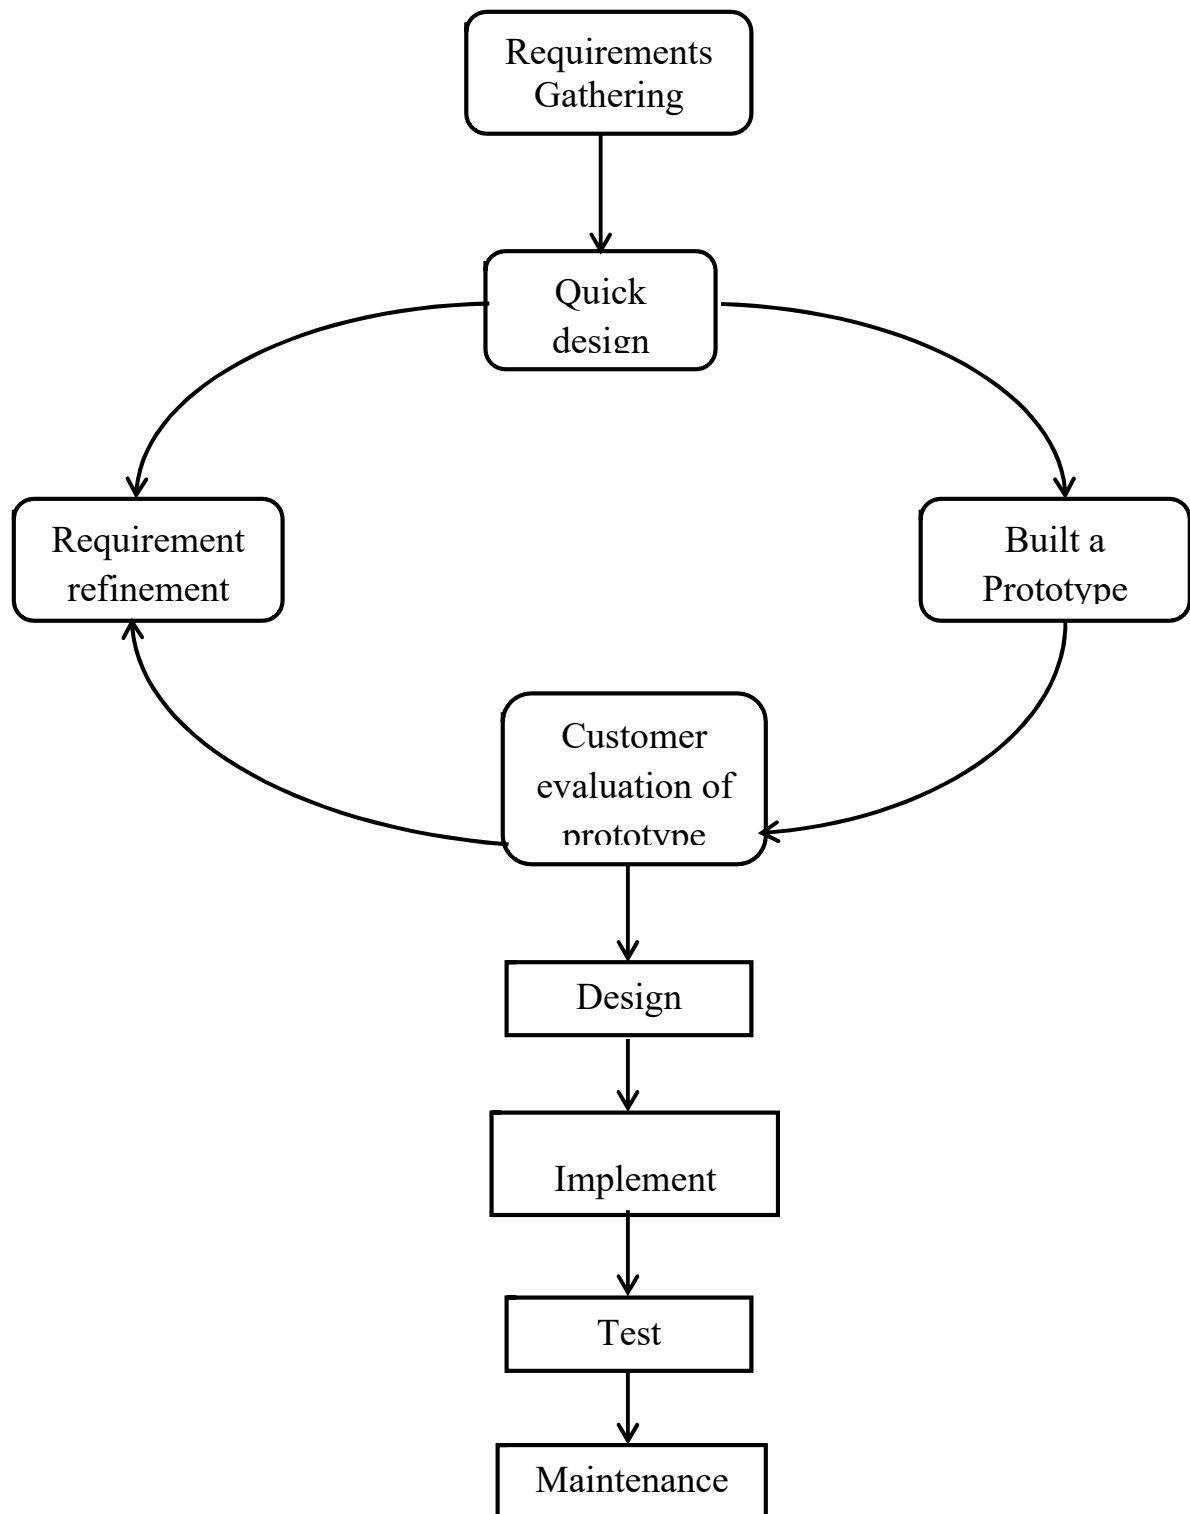 Requirements
Gathering
Quick
design
Requirement
refinement
Built a
Prototype
Customer
evaluation of
prototype
Design
Implement
Test
Maintenance